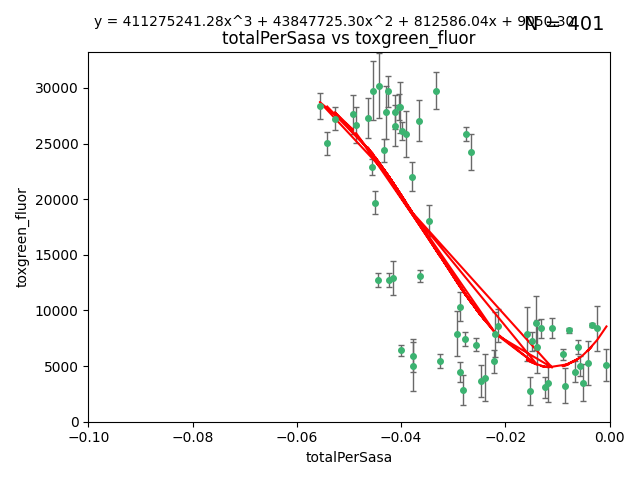 y = 411275241.28x^3 + 43847725.30x^2 + 812586.04x + 9050.30
N = 401
totalPerSasa vs toxgreen_fluor
toxgreen_fluor
30000
25000
20000
15000
10000
5000
0
−0.10
−0.08
−0.06
−0.04
−0.02
0.00
totalPerSasa